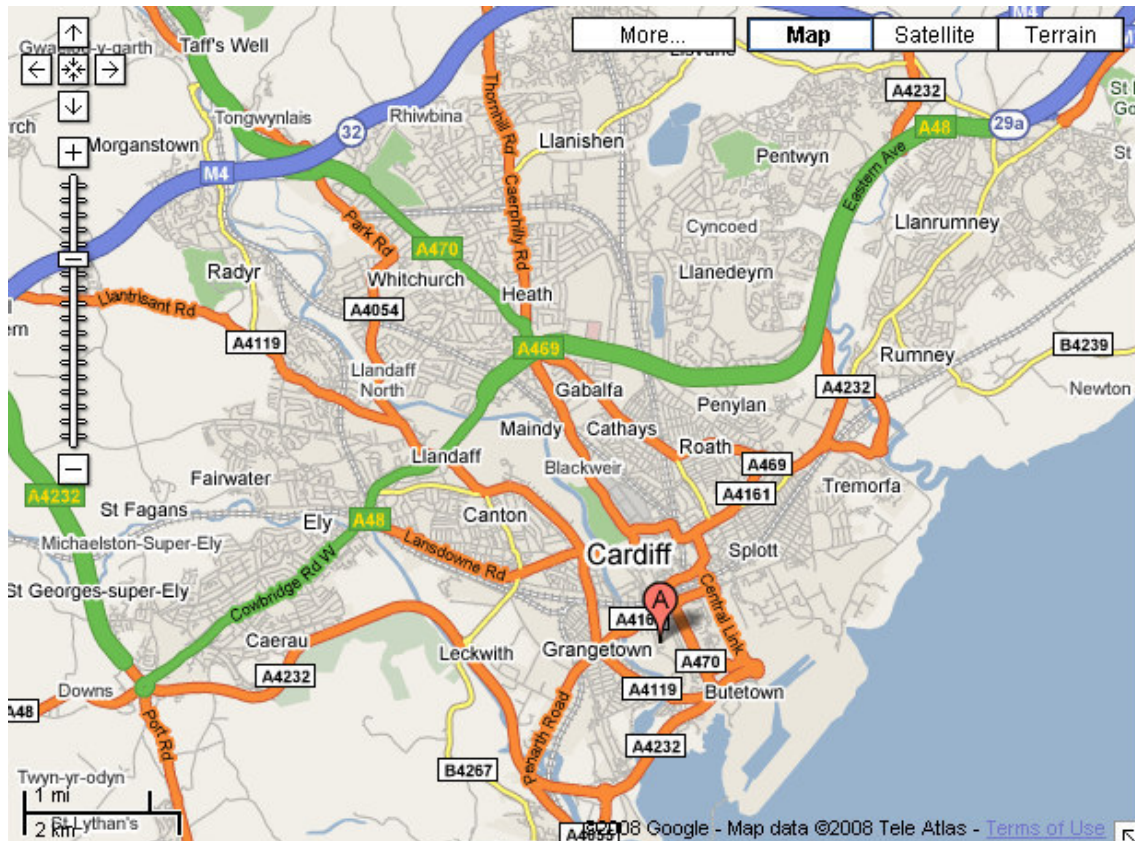 More...
Map
Satellite
Terrain
M4
Taff's Well
A4232
29a
Thornhill Rd
Tongwynlais
Rhiwbina
32
Llanishen
A48
Morganstown
Pentwyn
M4
Eastern Ave
Caerphilly Rd
Park Rd
Llanrumney
Cyncoed
A470
Radyr
Whitchurch
Llanedeyrn
Llantrisant Rd
Heath
A4054
A4119
A469
B4239
Rumney
Llandaff
North
Gabalfa
A4232
Newton
Penylan
Maindy
Cathays
Roath
Llandaff
Blackweir
A469
Fairwater
Tremorfa
A4232
A4161
St Fagans
Ely
A48
Canton
Michaelston-Super-Ely
Lansdowne Rd
Cardiff
Splott
St Georges-super-Ely
Cowbridge Rd W
A
Central Link
Caerau
Leckwith
Grangetown
A470
A4232
Downs
A4119
Butetown
A48
Port Rd
Penarth Road
A4232
B4267
Twyn-yr-odyn
1 mi
2 km
St Lythan's
A4055
©2008 Google - Map data ©2008 Tele Atlas - Terms of Use